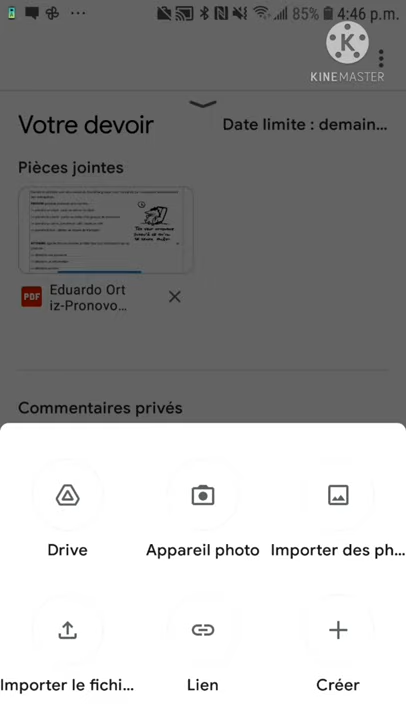 85% 4:46 p.m.
K
KINEMASTER
Votre devoir
Date limite : demain...
Pièces jointes
PDF
Eduardo Ort
iz-Pronovo...
Commentaires privés
Drive
Appareil photo
Importer des ph...
Importer le fichi...
Lien
Créer